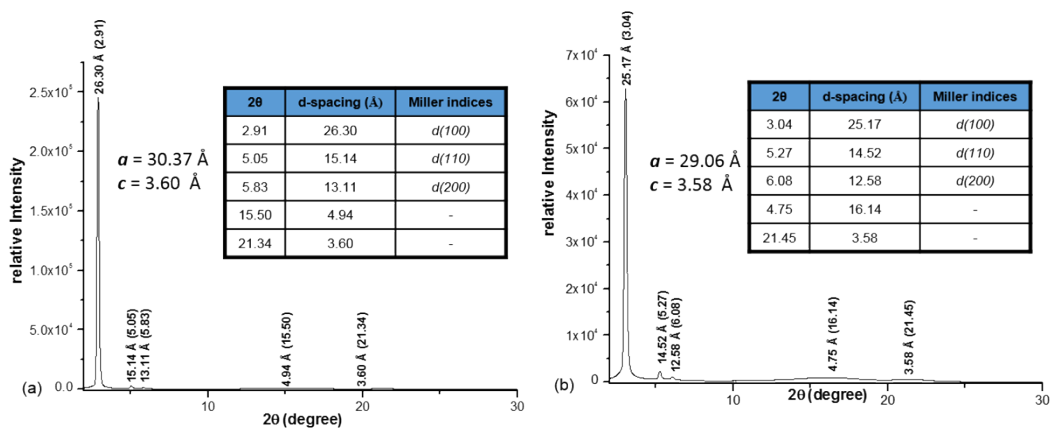 26.30 Å (2.91)
2θ d-spacing (Å) Miller indices
2.91 26.30 d(100)
5.05 15.14 d(110)
5.83 13.11 d(200)
15.50 4.94 -
21.34 3.60 -
a = 30.37 Å
c = 3.60 Å
relative Intensity
2.5x10⁵
2.0x10⁵
1.5x10⁵
1.0x10⁵
5.0x10⁴
0.0
15.14 Å (5.05)
13.11 Å (5.83)
4.94 Å (15.50)
3.60 Å (21.34)
(a)
10 20 30
2θ (degree)
25.17 Å (3.04)
2θ d-spacing (Å) Miller indices
3.04 25.17 d(100)
5.27 14.52 d(110)
6.08 12.58 d(200)
4.75 16.14 -
21.45 3.58 -
a = 29.06 Å
c = 3.58 Å
relative Intensity
7x10⁴
6x10⁴
5x10⁴
4x10⁴
3x10⁴
2x10⁴
1x10⁴
0
14.52 Å (5.27)
12.58 Å (6.08)
4.75 Å (16.14)
3.58 Å (21.45)
(b)
10 20 30
2θ (degree)